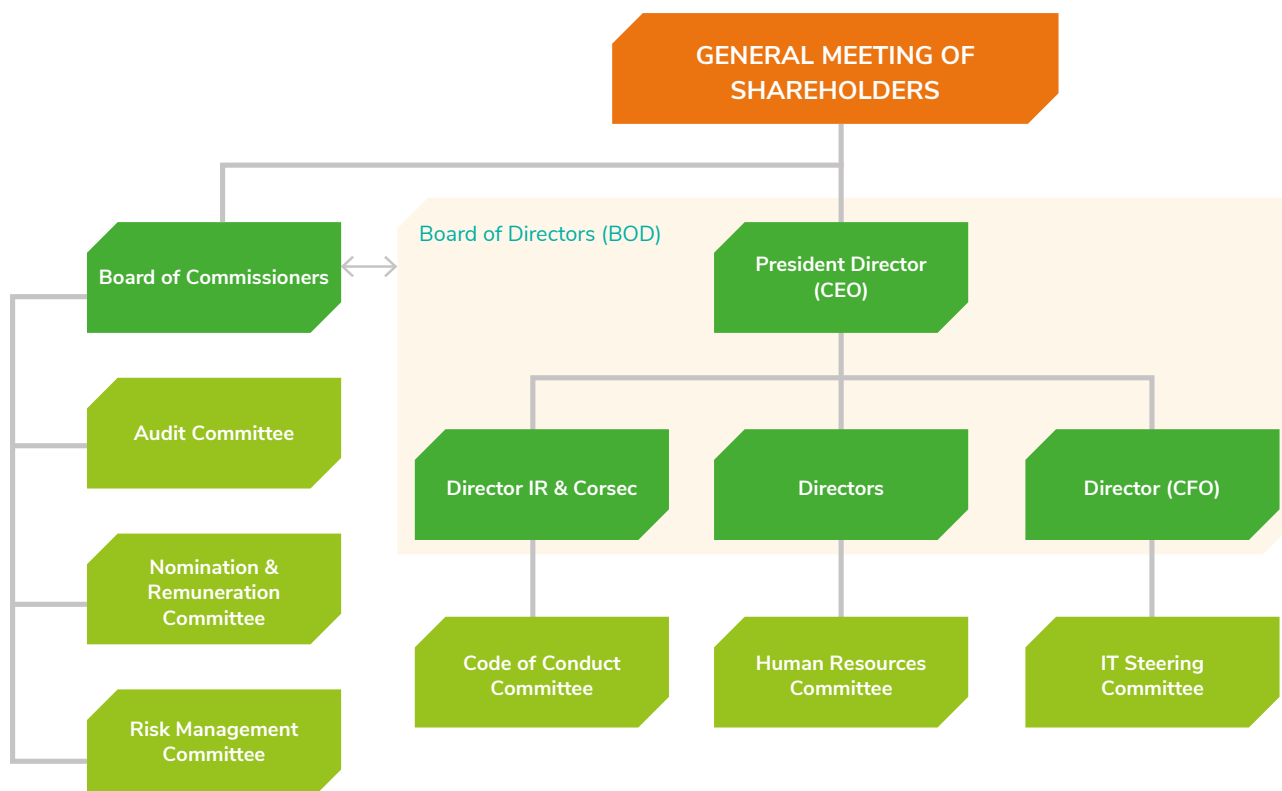 GENERAL MEETING OF
SHAREHOLDERS
Board of Directors (BOD)
Board of Commissioners
President Director
(CEO)
Audit Committee
Director IR & Corsec
Directors
Director (CFO)
Nomination &
Remuneration
Committee
Code of Conduct
Committee
Human Resources
Committee
IT Steering
Committee
Risk Management
Committee